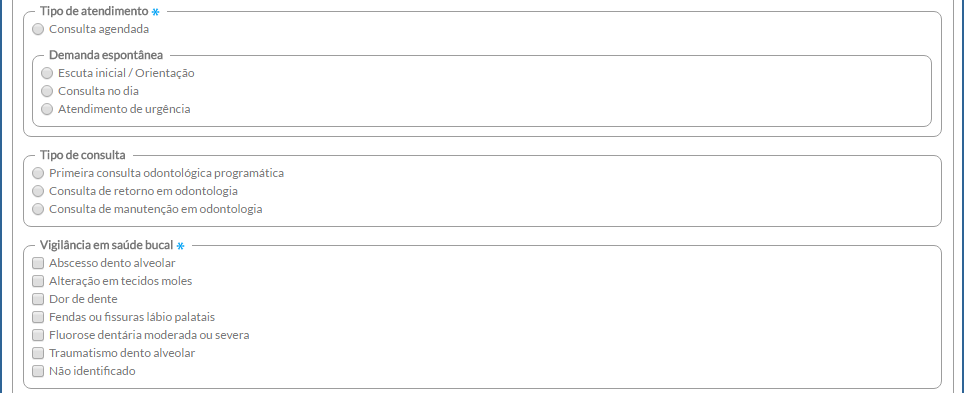 Tipo de atendimento *
Consulta agendada
Demanda espontânea
Escuta inicial / Orientação
Consulta no dia
Atendimento de urgência
Tipo de consulta
Primeira consulta odontológica programática
Consulta de retorno em odontologia
Consulta de manutenção em odontologia
Vigilância em saúde bucal *
Abscesso dento alveolar
Alteração em tecidos moles
Dor de dente
Fendas ou fissuras lábio palatais
Fluorose dentária moderada ou severa
Traumatismo dento alveolar
Não identificado